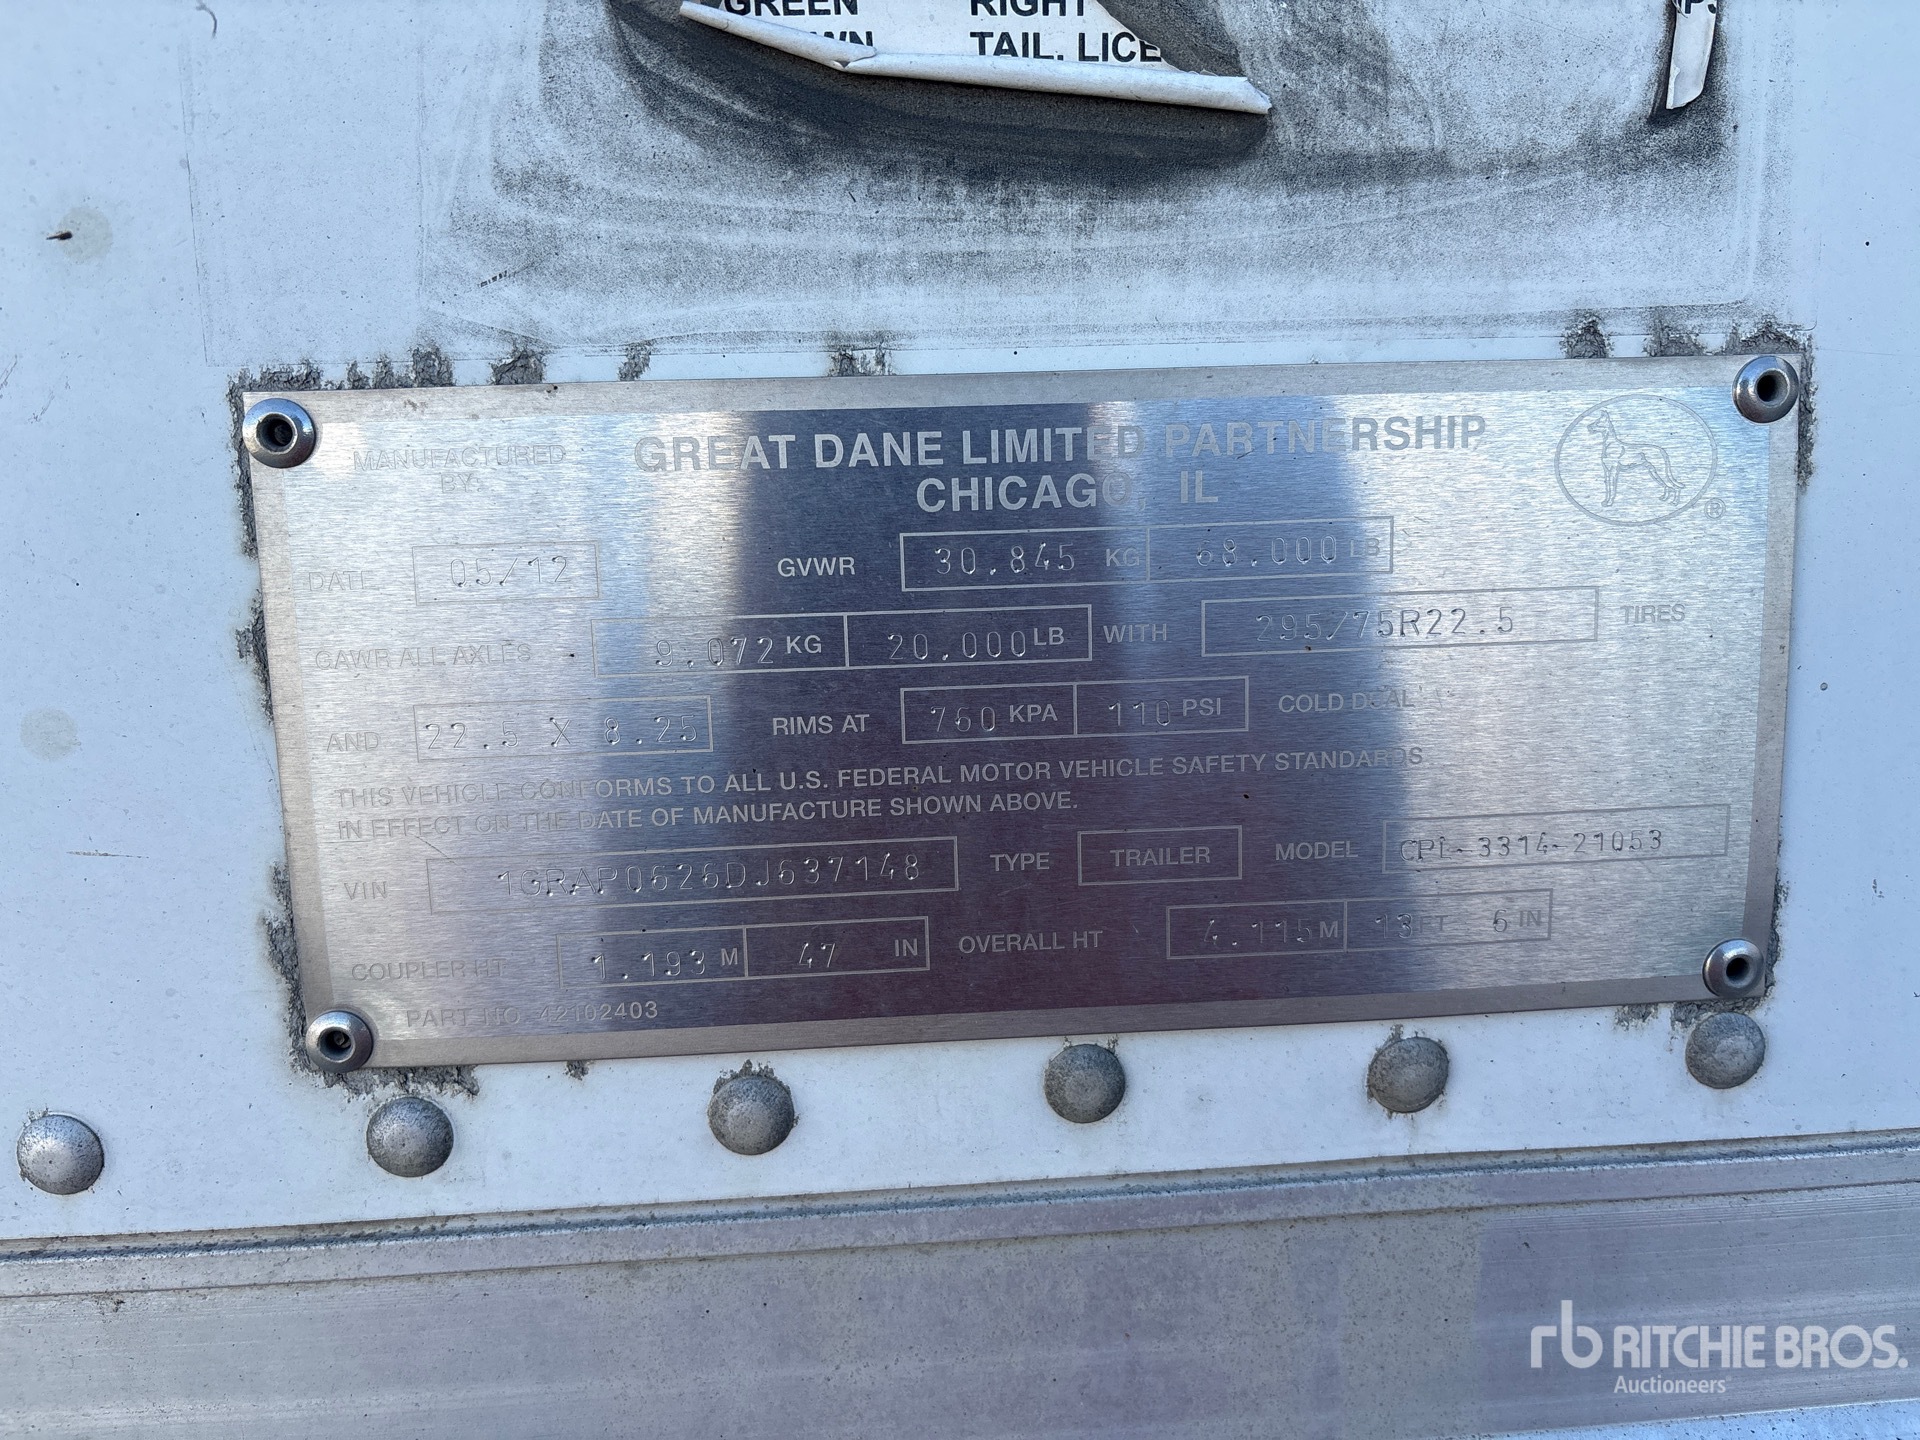 GREEN RIGHT
TAIL, LICE
MANUFACTURED BY: GREAT DANE LIMITED PARTNERSHIP
CHICAGO, IL
®
DATE 05/12 GVWR 30.845 KG 68.000 LB
GAWR ALL AXLES 9.072 KG 20.000 LB WITH 295/75R22.5 TIRES
AND 22.5 X 8.25 RIMS AT 760 KPA 110 PSI COLD DUAL
THIS VEHICLE CONFORMS TO ALL U.S. FEDERAL MOTOR VEHICLE SAFETY STANDARDS
IN EFFECT ON THE DATE OF MANUFACTURE SHOWN ABOVE.
VIN 1GRAP0626DJ637148 TYPE TRAILER MODEL CPL-3314-21053
COUPLER HT 1.193 M 47 IN OVERALL HT 4.115 M 13 FT 6 IN
PART NO. 42102403
rb RITCHIE BROS.
Auctioneers